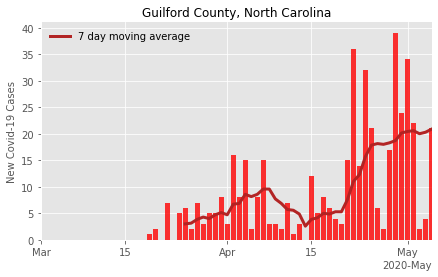 Guilford County, North Carolina
7 day moving average
New Covid-19 Cases
40
35
30
25
20
15
10
5
0
Mar
15
Apr
15
May
2020-May